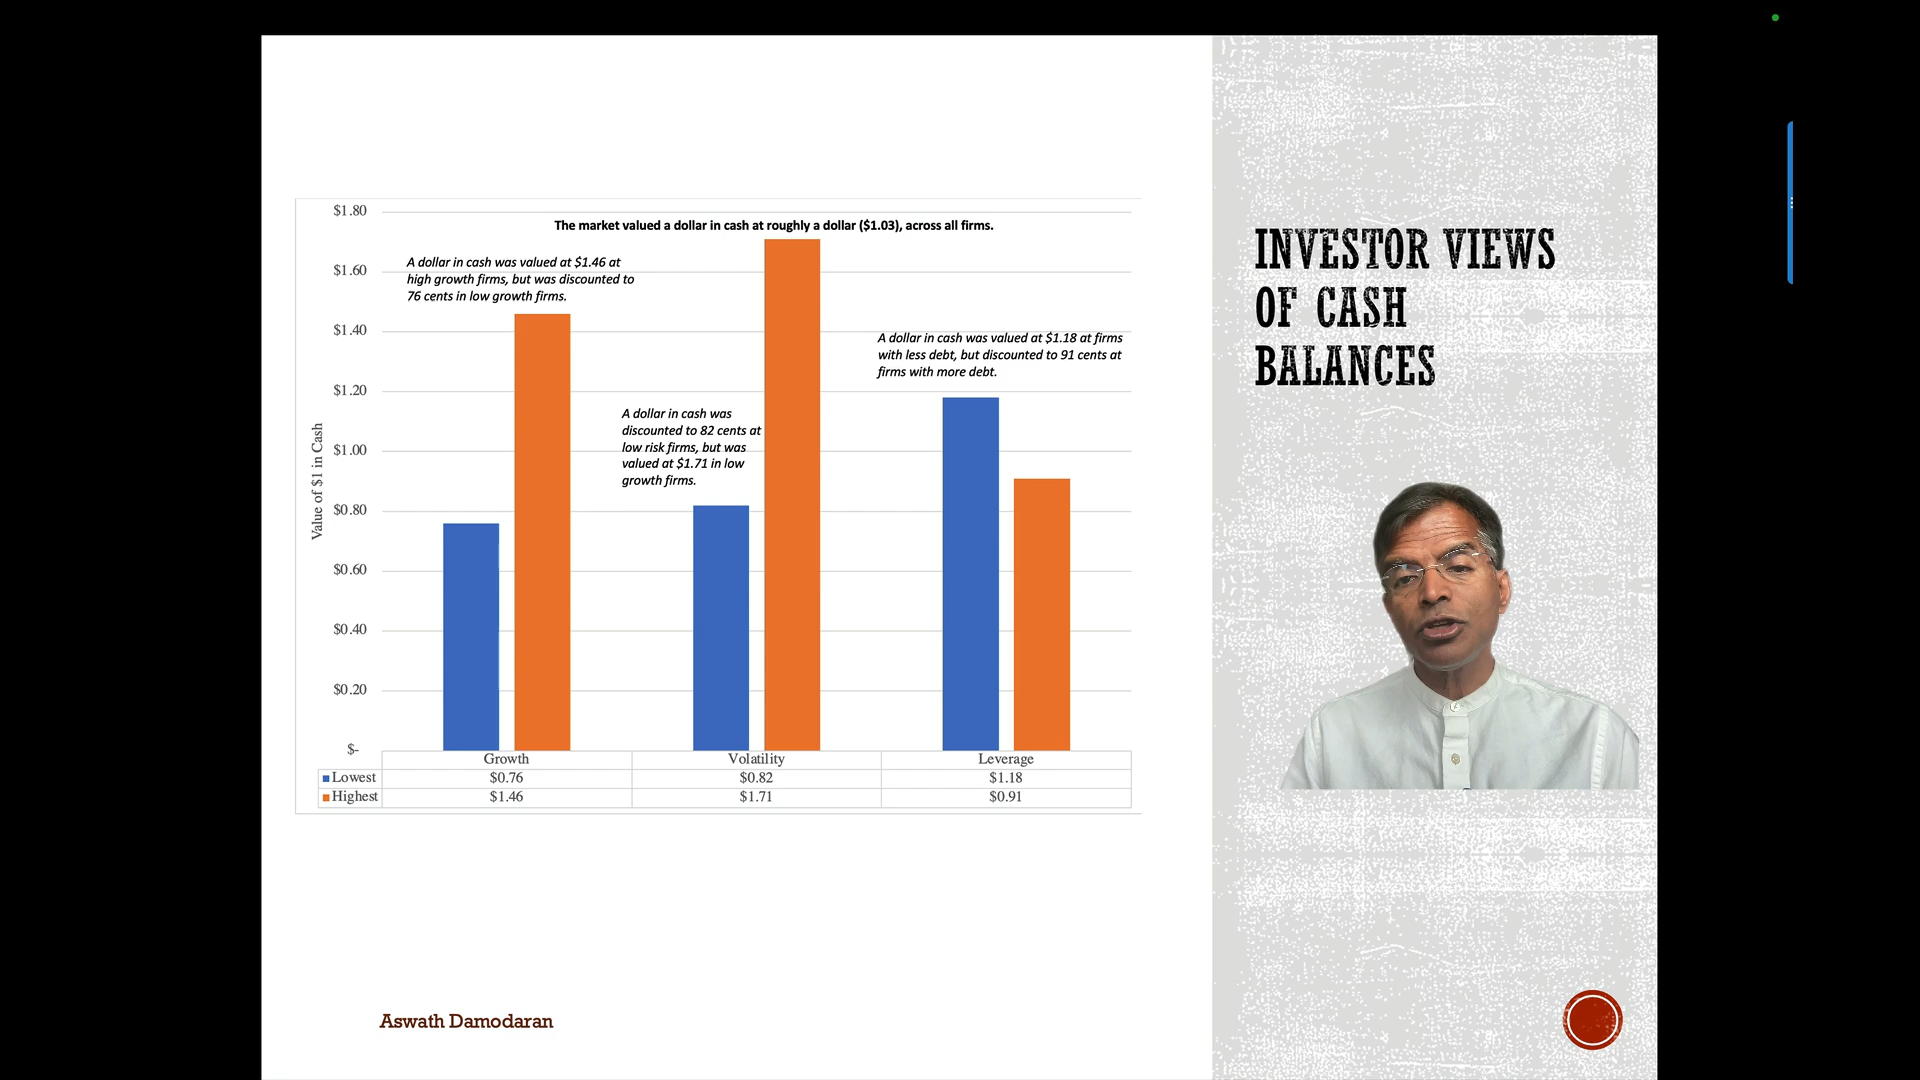 The market valued a dollar in cash at roughly a dollar ($1.03), across all firms.
A dollar in cash was valued at $1.46 at
high growth firms, but was discounted to
76 cents in low growth firms.
A dollar in cash was
discounted to 82 cents at
low risk firms, but was
valued at $1.71 in low
growth firms.
A dollar in cash was valued at $1.18 at firms
with less debt, but discounted to 91 cents at
firms with more debt.
Value of $1 in Cash
$1.80
$1.60
$1.40
$1.20
$1.00
$0.80
$0.60
$0.40
$0.20
$-
Growth Volatility Leverage
Lowest $0.76 $0.82 $1.18
Highest $1.46 $1.71 $0.91
Aswath Damodaran
INVESTOR VIEWS
OF CASH
BALANCES